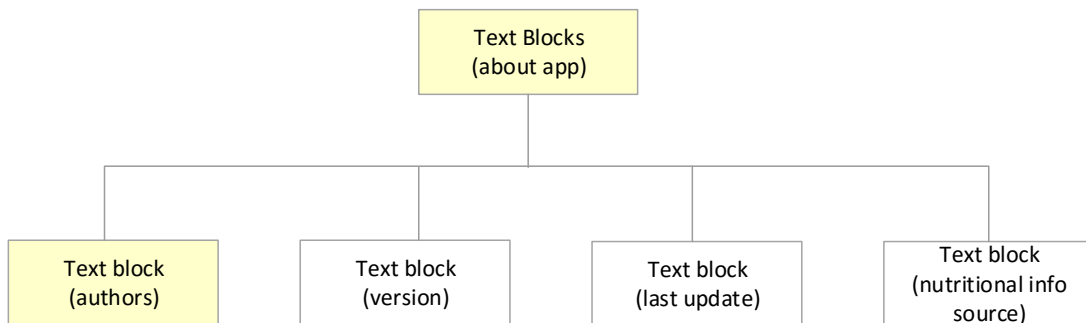 Text Blocks
(about app)
Text block
(authors)
Text block
(version)
Text block
(last update)
Text block
(nutritional info
source)